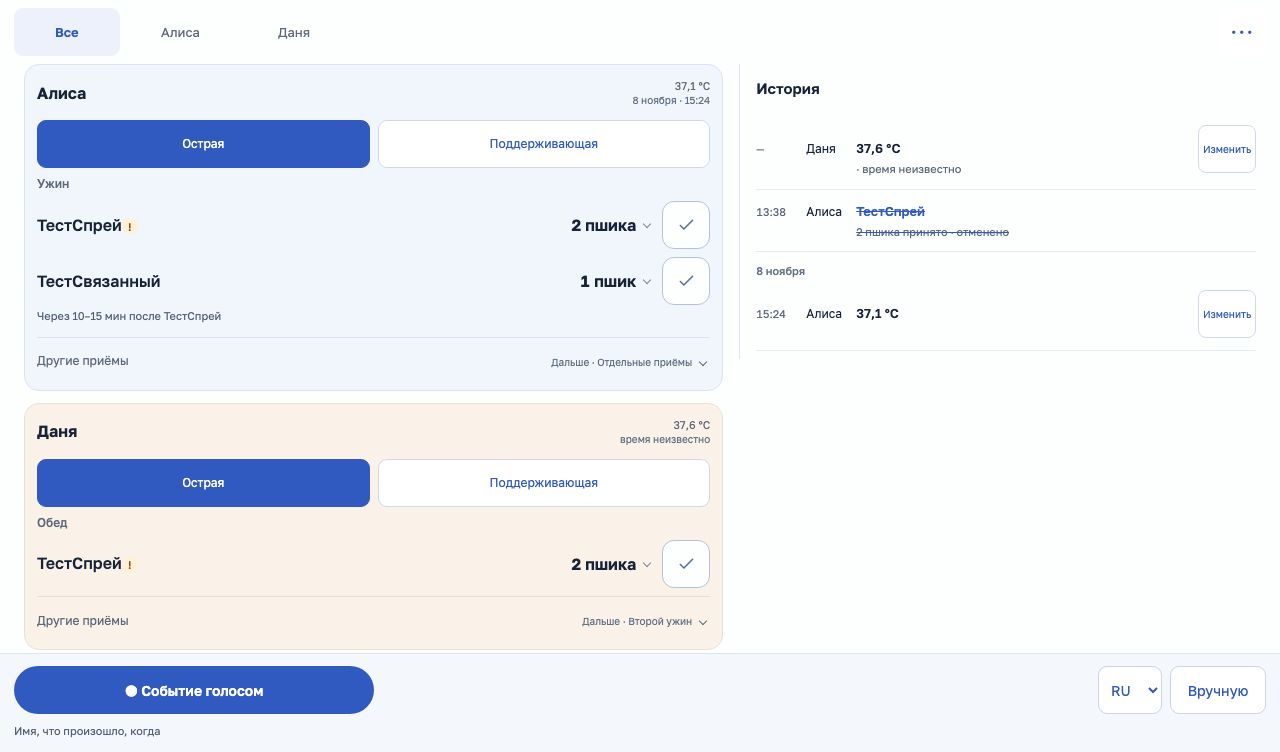 Все
Алиса
Даня
...
Алиса
37,1 °C
8 ноября · 15:24
Острая
Поддерживающая
Ужин
ТестСпрей !
2 пшика
ТестСвязанный
1 пшик
Через 10–15 мин после ТестСпрей
Другие приёмы
Дальше · Отдельные приёмы
Даня
37,6 °C
время неизвестно
Острая
Поддерживающая
Обед
ТестСпрей !
2 пшика
Другие приёмы
Дальше · Второй ужин
История
– Даня 37,6 °C
· время неизвестно
Изменить
13:38 Алиса ТестСпрей
2 пшика принято · отменено
8 ноября
15:24 Алиса 37,1 °C
Изменить
Событие голосом
Имя, что произошло, когда
RU
Вручную